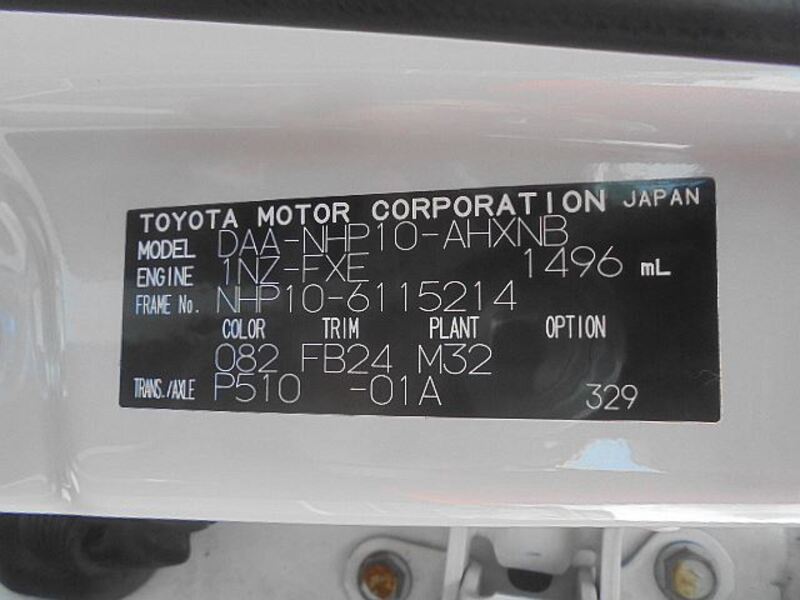 TOYOTA MOTOR CORPORATION JAPAN
MODEL DAA-NHP10-AHXNB
ENGINE 1NZ-FXE 1496 mL
FRAME No. NHP10-6115214
COLOR TRIM PLANT OPTION
082 FB24 M32
TRANS./AXLE P510 -01A 329